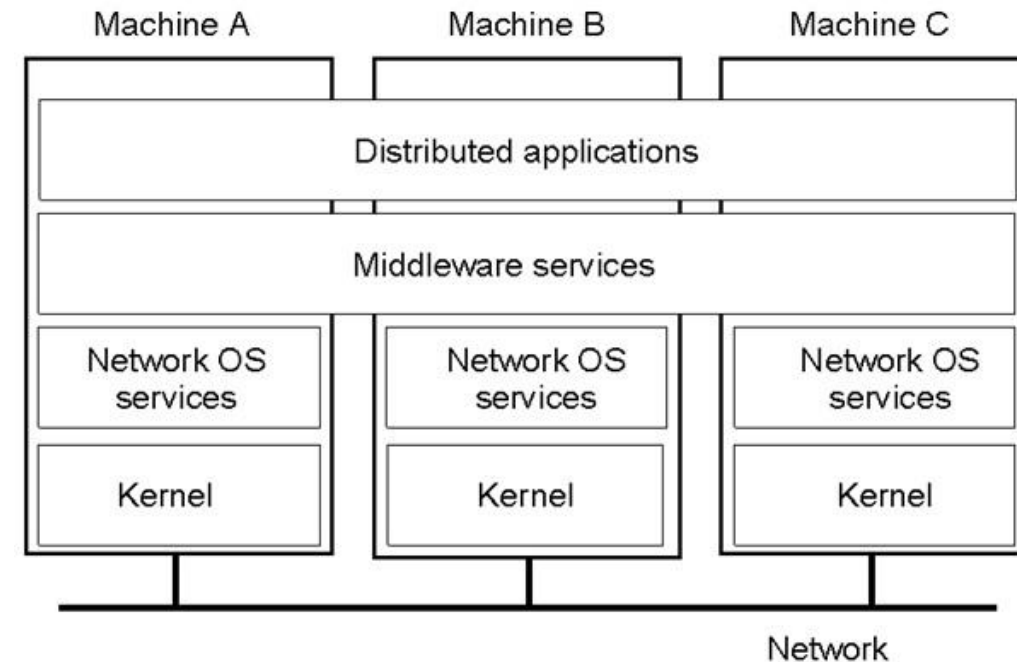 Machine A
Machine B
Machine C
Distributed applications
Middleware services
Network OS
services
Network OS
services
Network OS
services
Kernel
Kernel
Kernel
Network